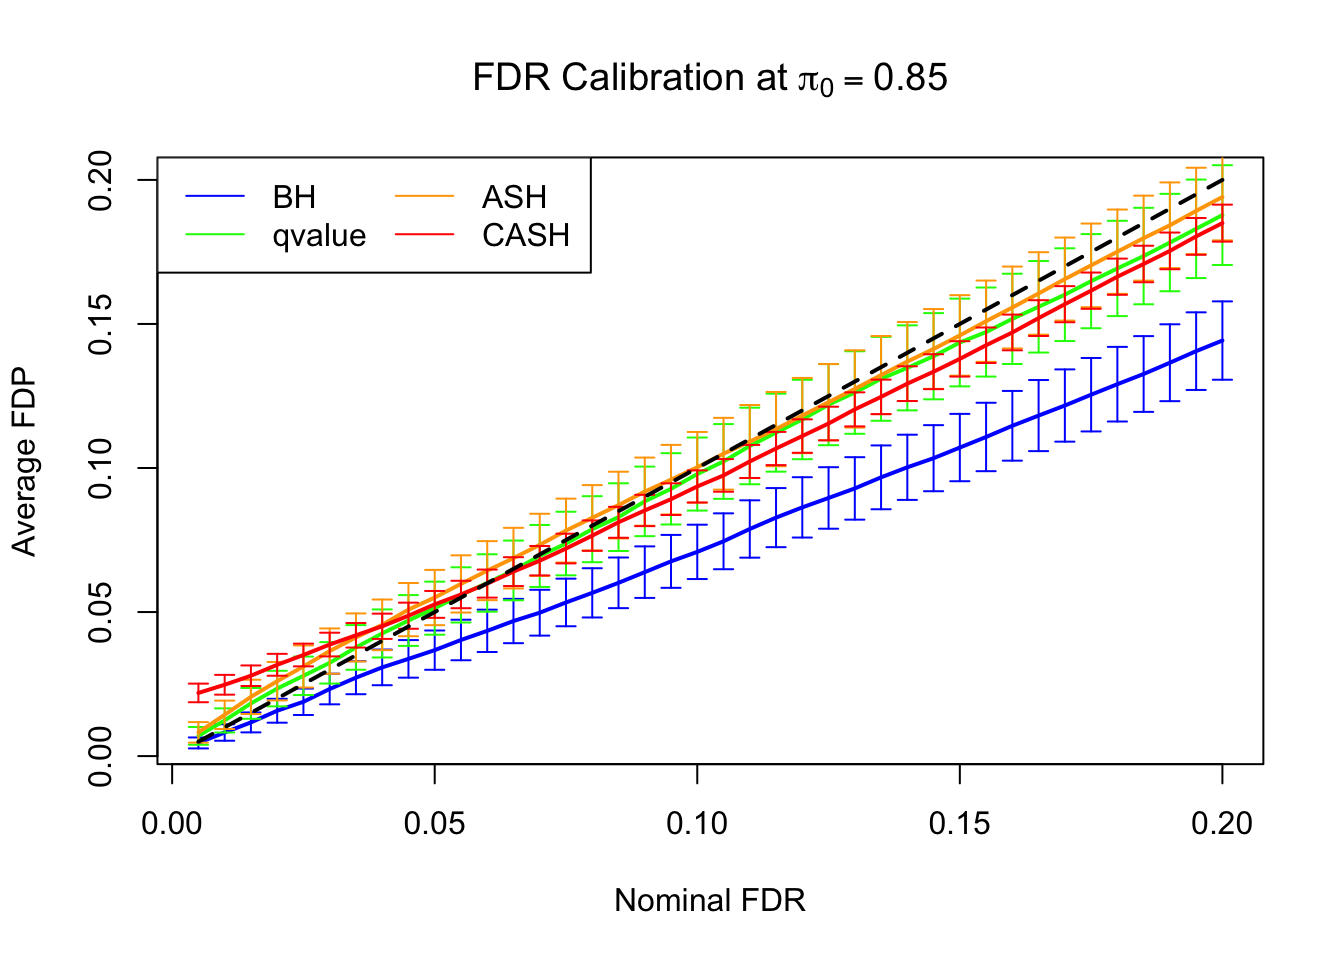 FDR Calibration at π0 = 0.85
BH
ASH
qvalue
CASH
Average FDP
0.20
0.15
0.10
0.05
0.00
0.00 0.05 0.10 0.15 0.20
Nominal FDR